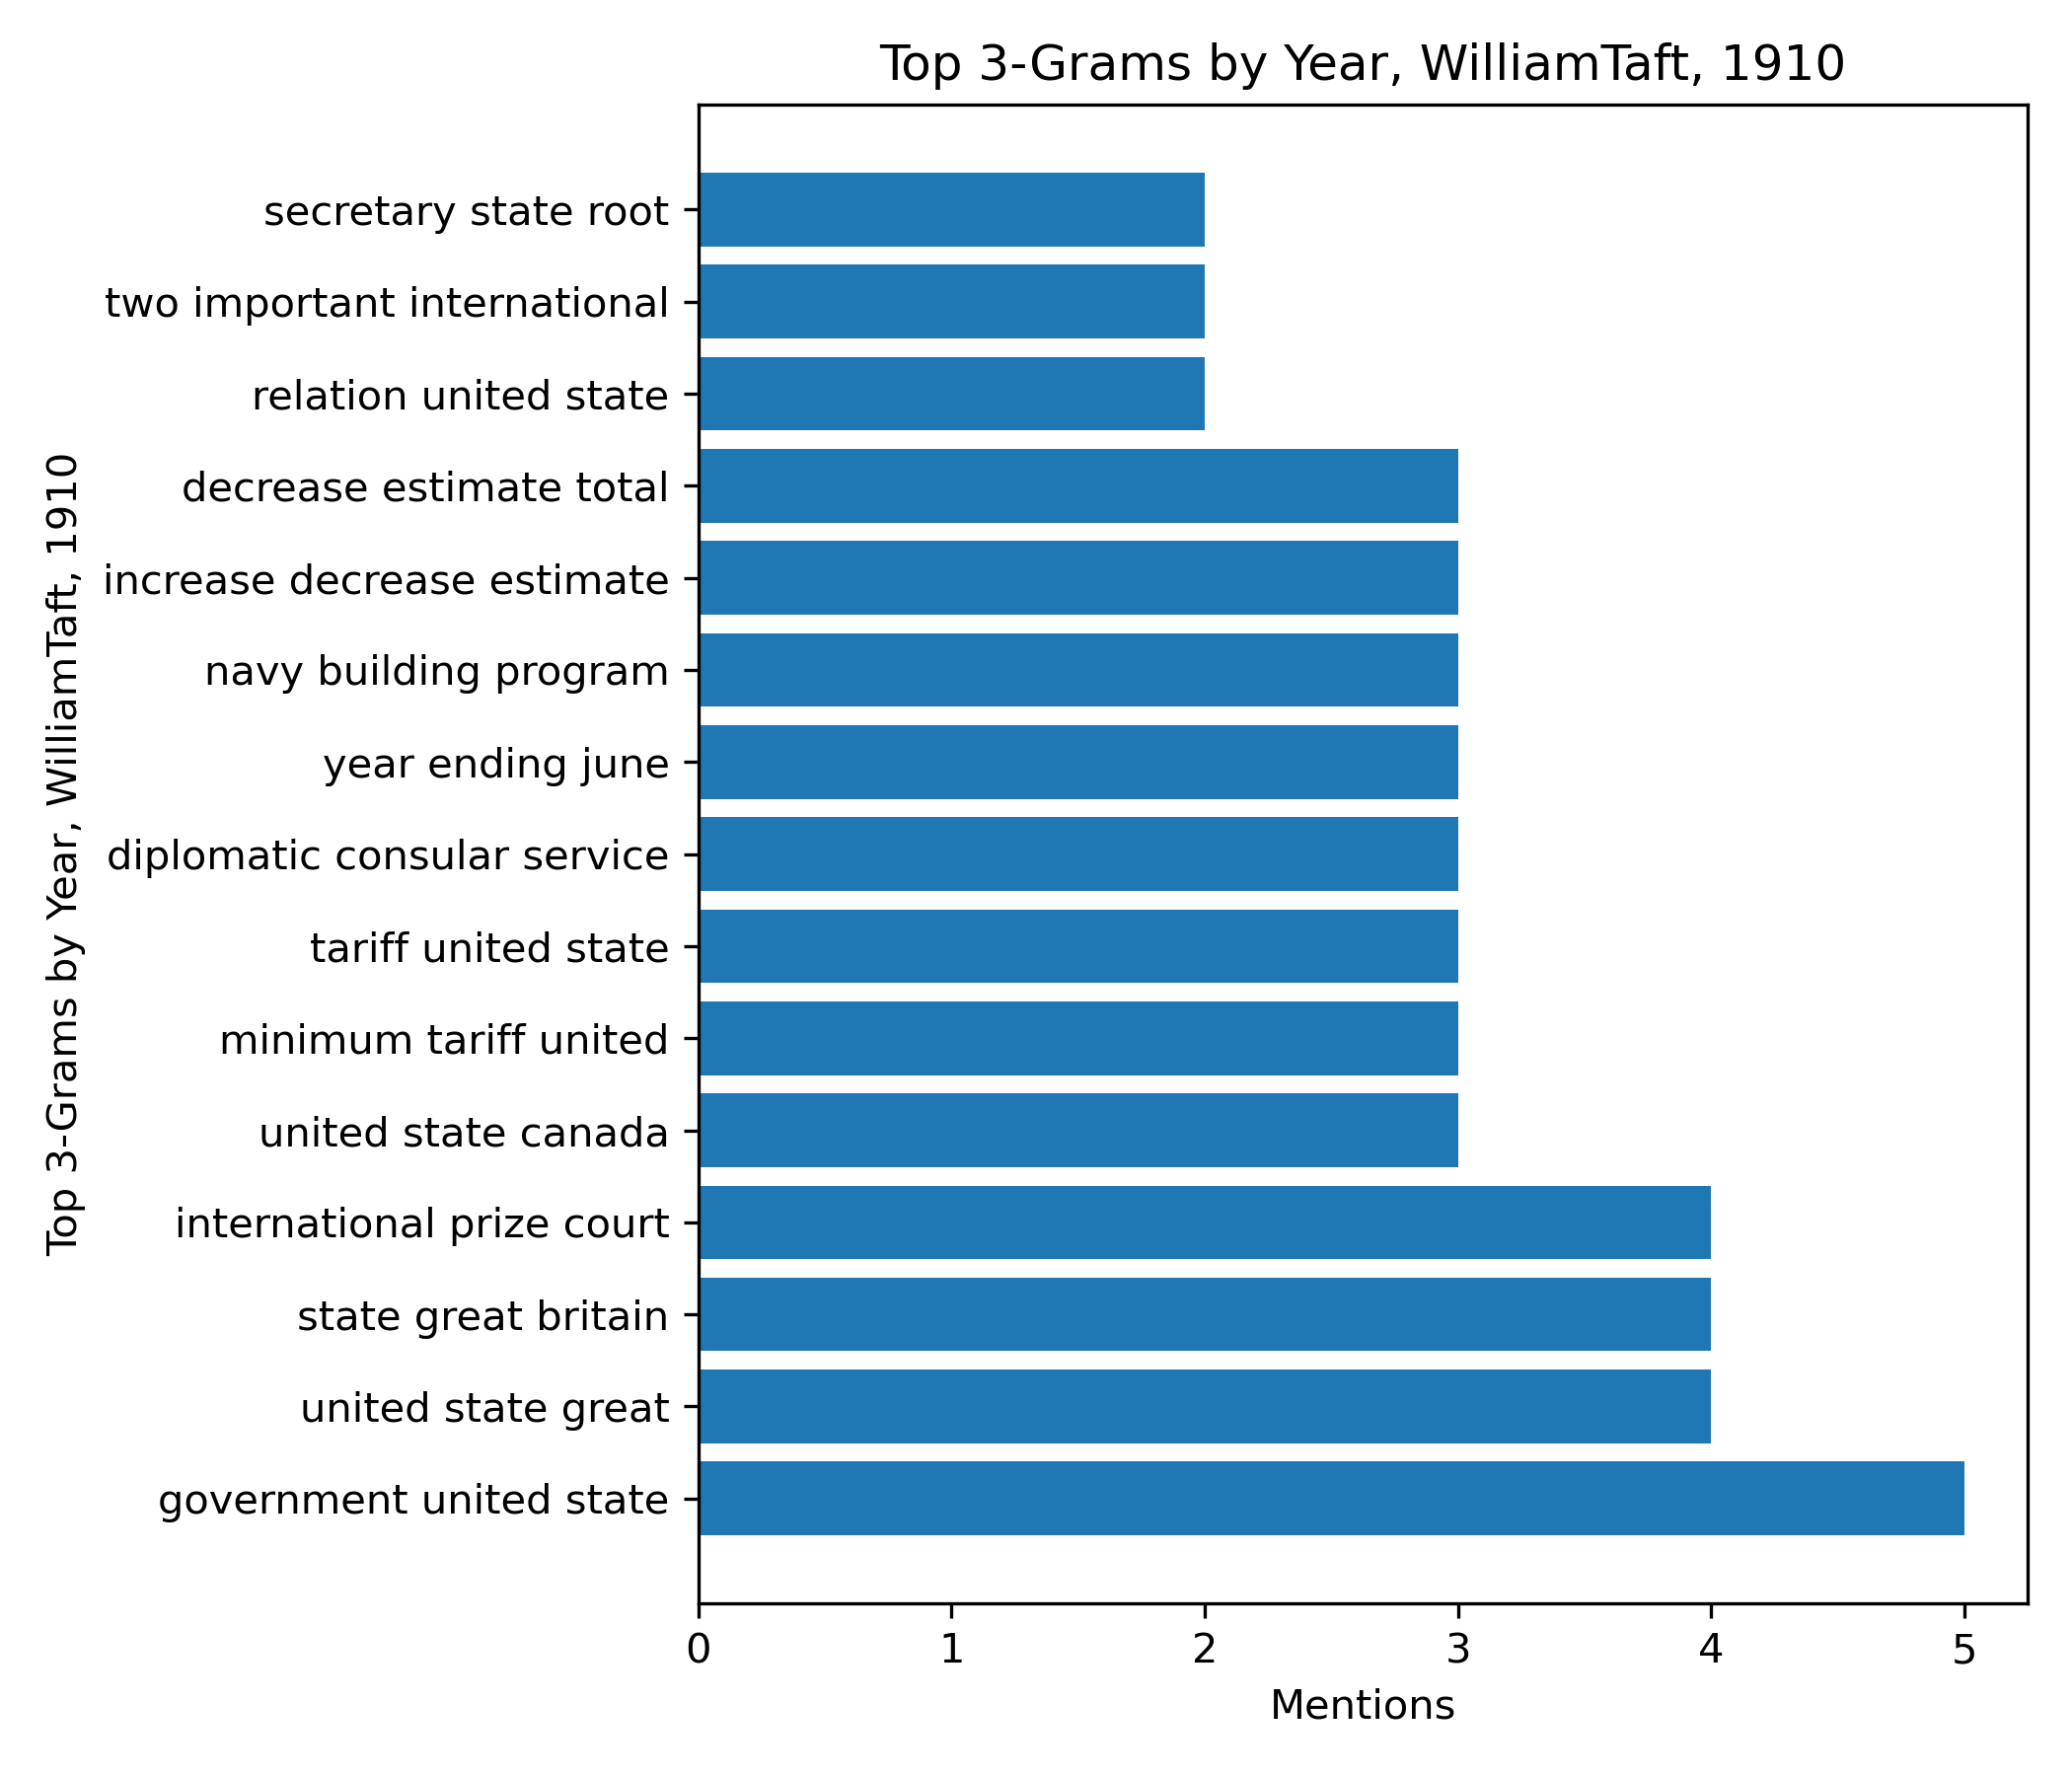 Top 3-Grams by Year, WilliamTaft, 1910
Top 3-Grams by Year, WilliamTaft, 1910
secretary state root
two important international
relation united state
decrease estimate total
increase decrease estimate
navy building program
year ending june
diplomatic consular service
tariff united state
minimum tariff united
united state canada
international prize court
state great britain
united state great
government united state
0 1 2 3 4 5
Mentions